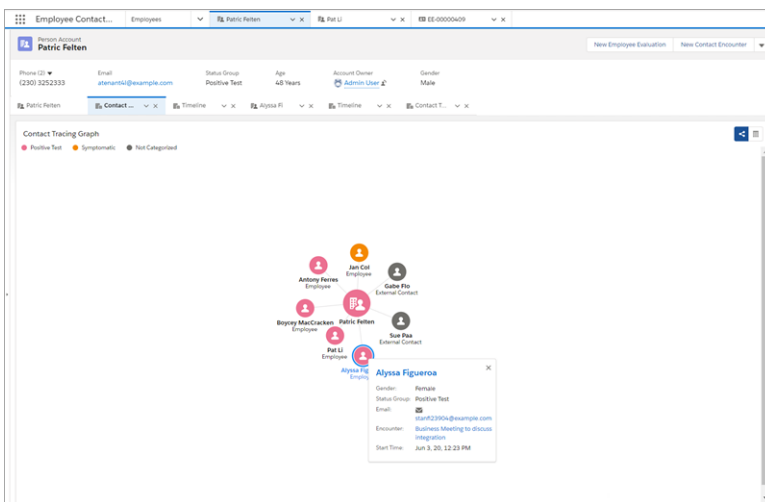 Employee Contact... Employees Patric Felten Pat Li EE-00000409
Person Account
Patric Felten
New Employee Evaluation New Contact Encounter
Phone (2) Email Status Group Age Account Owner Gender
(230) 3252333 atenantkl@example.com Positive Test 48 Years Admin User Male
Patric Felten Contact ... Timeline Alyssa Fi Timeline Contact T...
Contact Tracing Graph
Positive Test Symptomatic Not Categorized
Jan Col
Employee
Antony Ferres
Employee
Gabe Flo
External Contact
Boycey MacCracken
Employee
Patric Felten
Sue Paa
External Contact
Pat Li
Employee
Alyssa Fig
Employ
Alyssa Figueroa
Gender: Female
Status Group: Positive Test
Email:
stanfi23904@example.com
Encounter: Business Meeting to discuss
integration
Start Time: Jun 3, 20, 12:23 PM